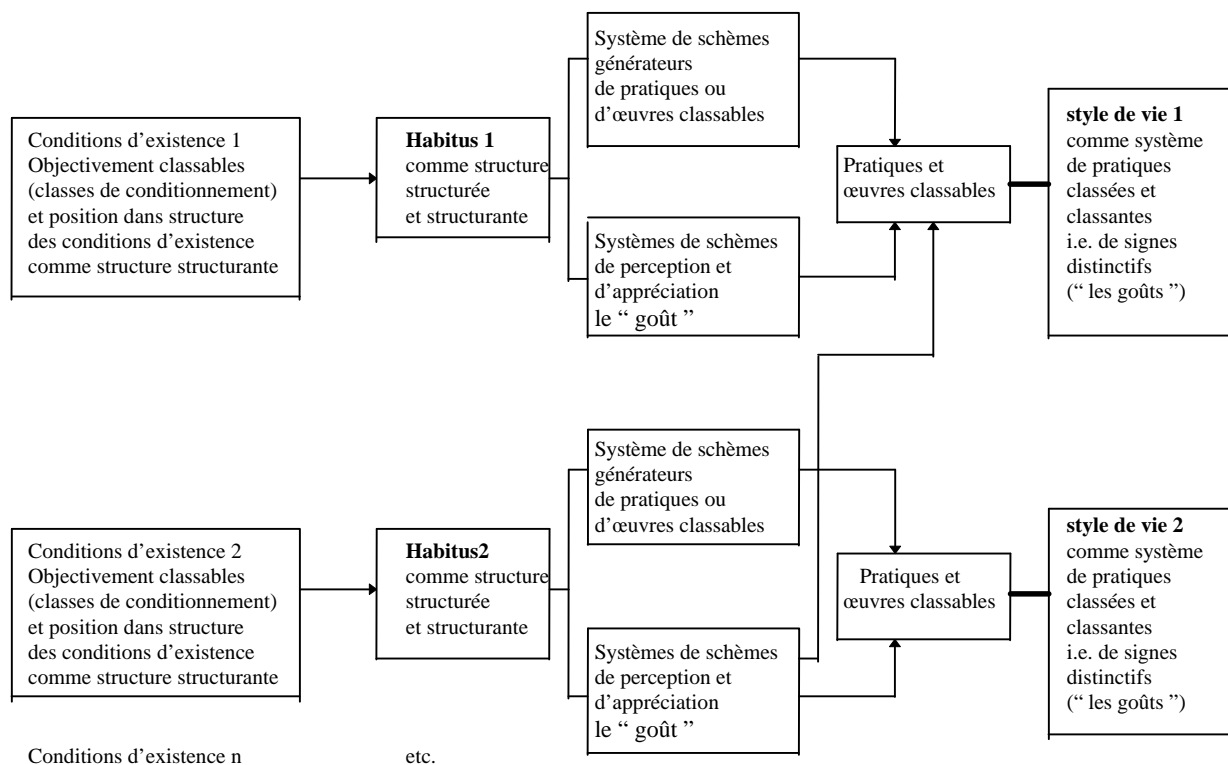 Conditions d’existence 1
Objectivement classables
(classes de conditionnement)
et position dans structure
des conditions d’existence
comme structure structurante
Habitus 1
comme structure
structurée
et structurante
Système de schèmes
générateurs
de pratiques ou
d’œuvres classables
Systèmes de schèmes
de perception et
d’appréciation
le “ goût ”
Pratiques et
œuvres classables
style de vie 1
comme système
de pratiques
classées et
classantes
i.e. de signes
distinctifs
(“ les goûts ”)
Conditions d’existence 2
Objectivement classables
(classes de conditionnement)
et position dans structure
des conditions d’existence
comme structure structurante
Habitus2
comme structure
structurée
et structurante
Système de schèmes
générateurs
de pratiques ou
d’œuvres classables
Systèmes de schèmes
de perception et
d’appréciation
le “ goût ”
Pratiques et
œuvres classables
style de vie 2
comme système
de pratiques
classées et
classantes
i.e. de signes
distinctifs
(“ les goûts ”)
Conditions d’existence n
etc.